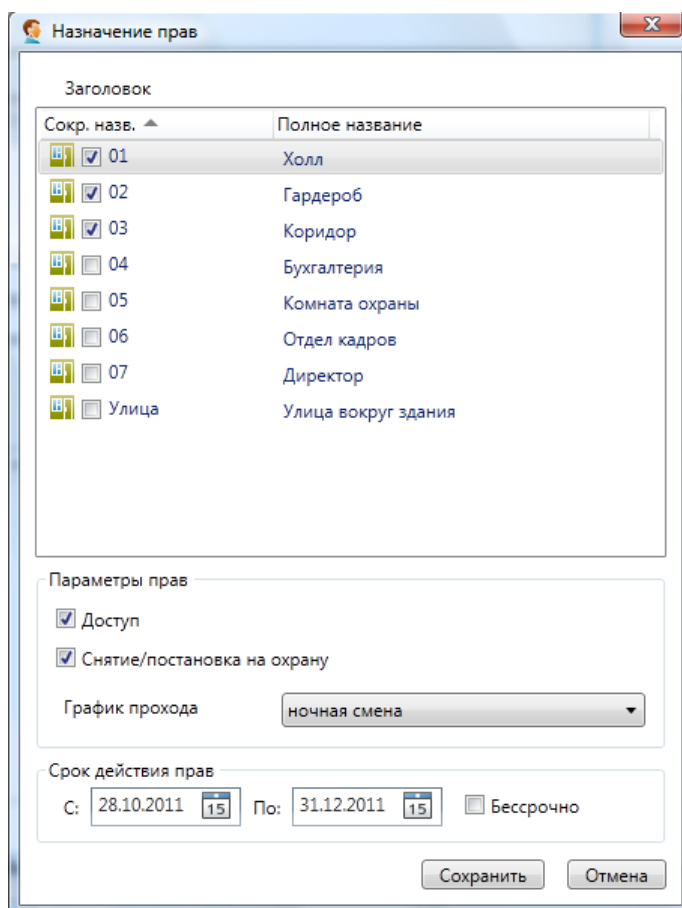 Назначение прав
Заголовок
Сокр. назв. Полное название
01 Холл
02 Гардероб
03 Коридор
04 Бухгалтерия
05 Комната охраны
06 Отдел кадров
07 Директор
Улица Улица вокруг здания
Параметры прав
Доступ
Снятие/постановка на охрану
График прохода ночная смена
Срок действия прав
С: 28.10.2011 15 По: 31.12.2011 15 Бессрочно
Сохранить Отмена